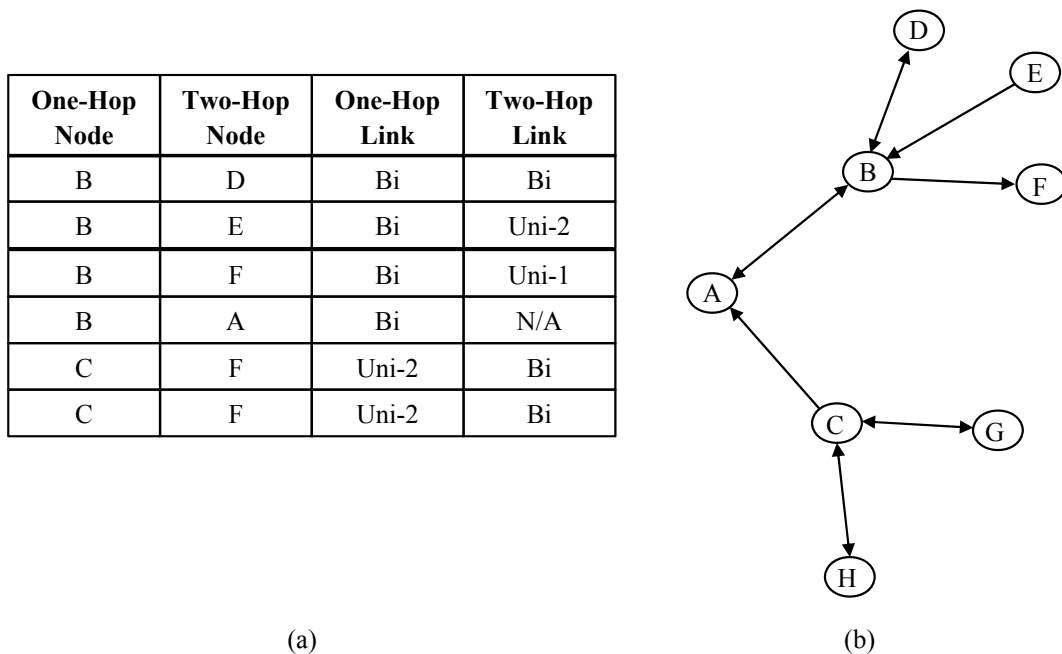 One-Hop Node Two-Hop Node One-Hop Link Two-Hop Link
B D Bi Bi
B E Bi Uni-2
B F Bi Uni-1
B A Bi N/A
C F Uni-2 Bi
C F Uni-2 Bi
(a)
D
E
B
F
A
C
G
H
(b)